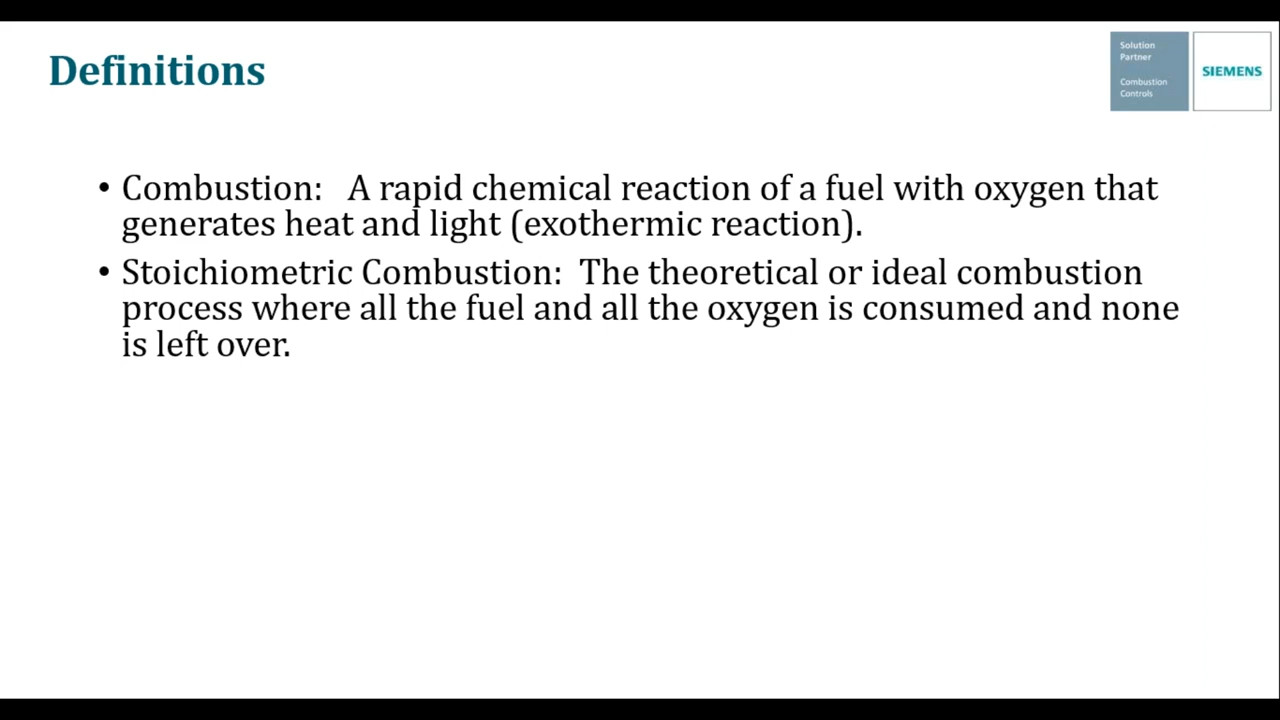 Definitions
Solution
Partner
Combustion
Controls
SIEMENS
• Combustion:   A rapid chemical reaction of a fuel with oxygen that
generates heat and light (exothermic reaction).
• Stoichiometric Combustion:  The theoretical or ideal combustion
process where all the fuel and all the oxygen is consumed and none
is left over.